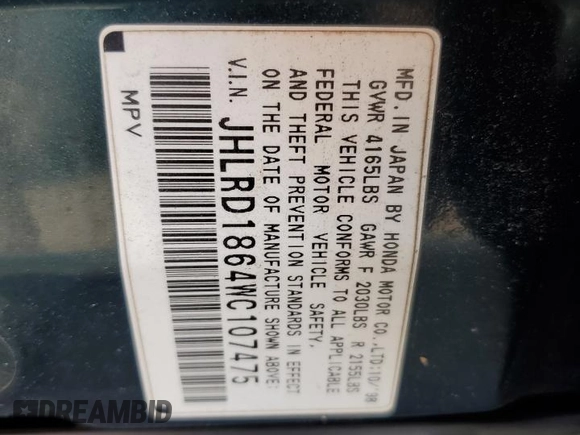 MFD. IN JAPAN BY HONDA MOTOR CO.,LTD:10/'98
GVWR 4165LBS GAWR F 2030LBS R 2155LBS
THIS VEHICLE CONFORMS TO ALL APPLICABLE
FEDERAL MOTOR VEHICLE SAFETY,
AND THEFT PREVENTION STANDARDS IN EFFECT
ON THE DATE OF MANUFACTURE SHOWN ABOVE:
V.I.N. JHLRD1864WC107475
MPV
DREAMBID